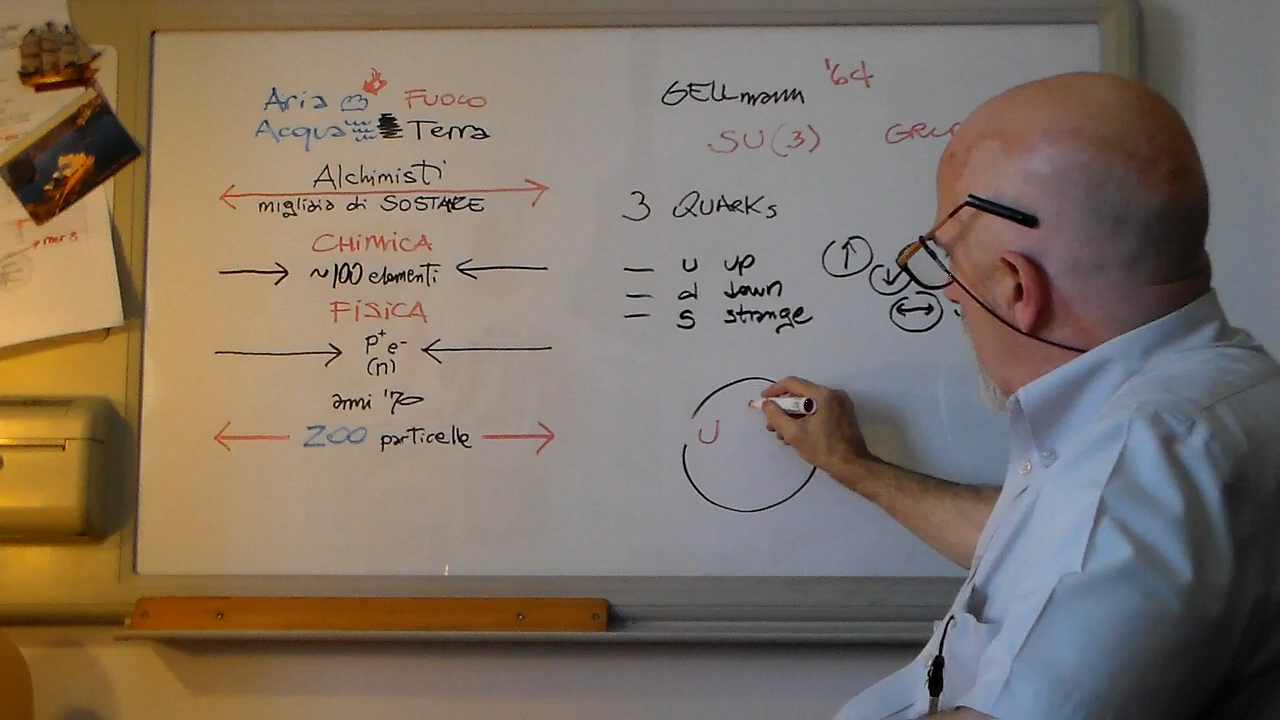 Aria FUOCO
Acqua Terra
Alchimisti
migliaia di SOSTANZE
CHIMICA
~100 elementi
FISICA
p+ e-
(n)
anni '70
ZOO particelle
GELLmann '64
SU(3)
3 QUARKs
— u up
— d down
— s strange
U